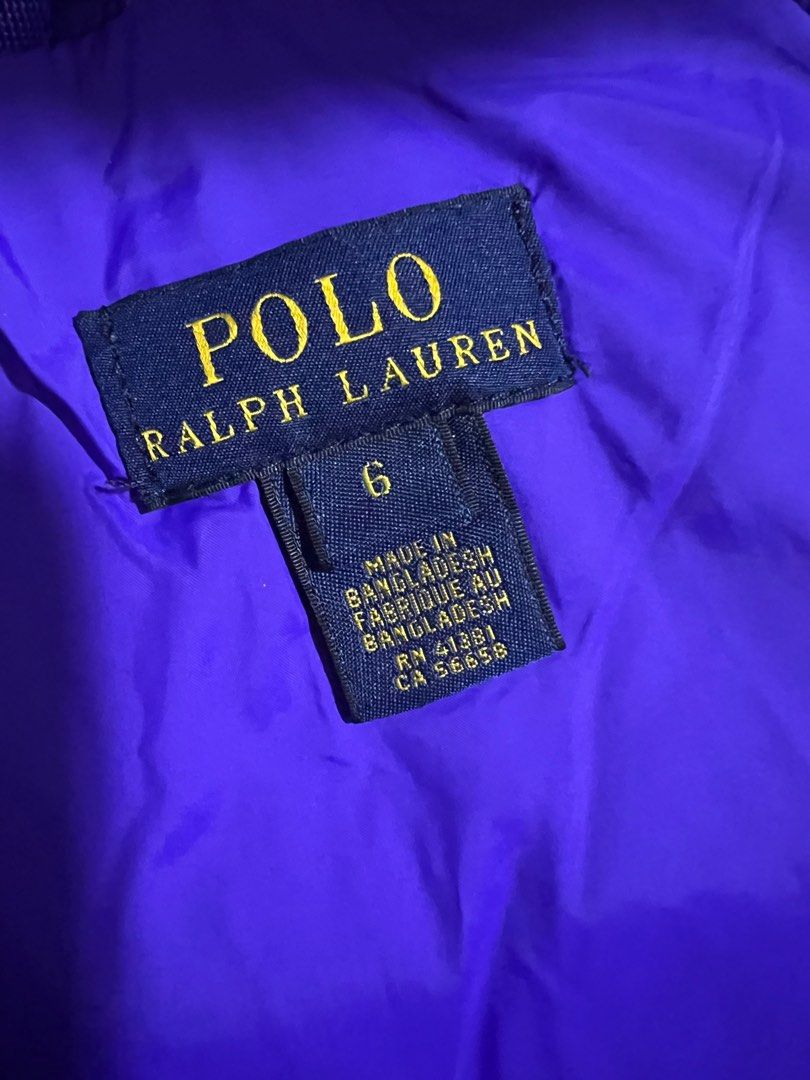 POLO
RALPH LAUREN
6
MADE IN
BANGLADESH
FABRIQUE AU
BANGLADESH
RN 41381
CA 56658